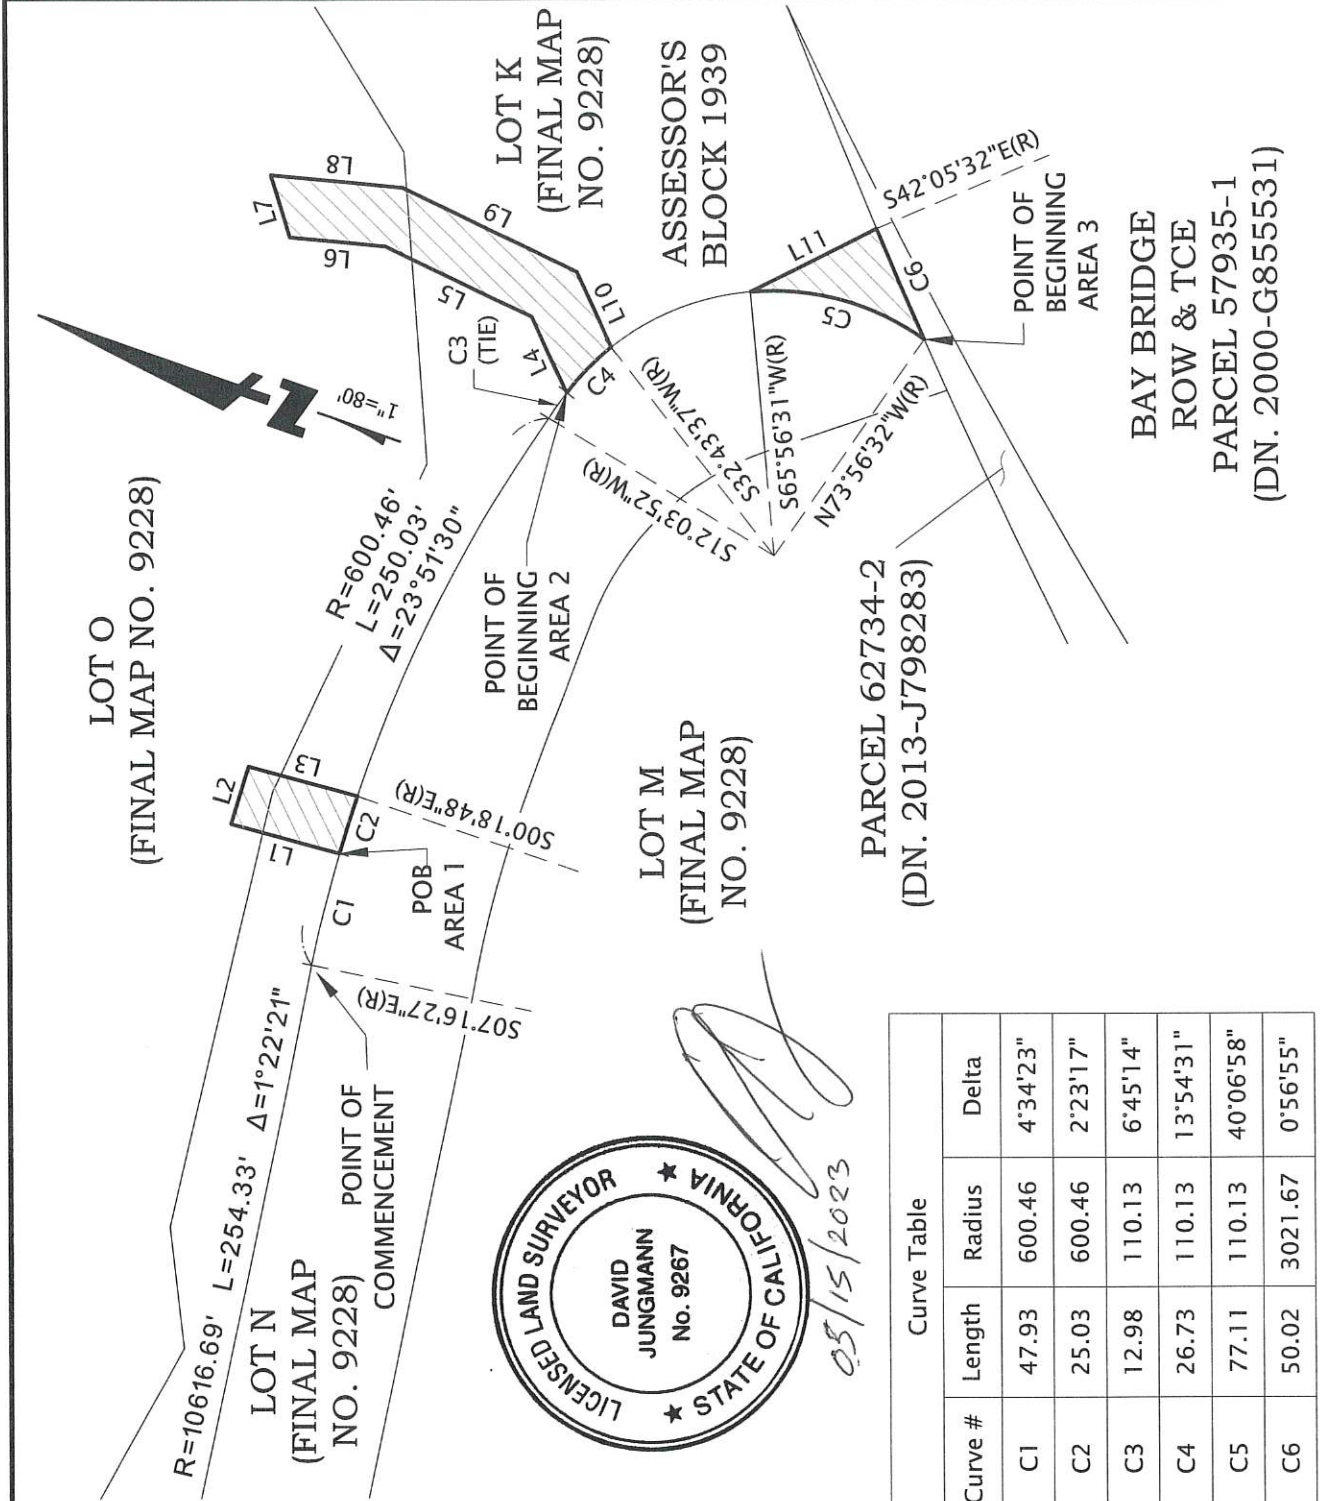 LOT O
(FINAL MAP NO. 9228)
LOT K
(FINAL MAP
NO. 9228)
ASSESSOR'S
BLOCK 1939
L7
L8
L6
L9
L5
L10
L4
C3
(TIE)
C4
1"=80'
R=600.46'
L=250.03'
Δ=23°51'30"
L2
L3
L1
C2
C1
POB
AREA 1
POINT OF
BEGINNING
AREA 2
S00°18'48"E(R)
S07°16'27"E(R)
S12°03'52"W(R)
S32°43'37"W(R)
S65°56'31"W(R)
N73°56'32"W(R)
L11
C5
C6
S42°05'32"E(R)
POINT OF
BEGINNING
AREA 3
BAY BRIDGE
ROW & TCE
PARCEL 57935-1
(DN. 2000-G855531)
R=10616.69' L=254.33' Δ=1°22'21"
POINT OF
COMMENCEMENT
LOT N
(FINAL MAP
NO. 9228)
LOT M
(FINAL MAP
NO. 9228)
PARCEL 62734-2
(DN. 2013-J798283)
LICENSED LAND SURVEYOR
DAVID
JUNGMANN
No. 9267
★ STATE OF CALIFORNIA ★
03/15/2023
Curve Table
Curve # Length Radius Delta
C1 47.93 600.46 4°34'23"
C2 25.03 600.46 2°23'17"
C3 12.98 110.13 6°45'14"
C4 26.73 110.13 13°54'31"
C5 77.11 110.13 40°06'58"
C6 50.02 3021.67 0°56'55"